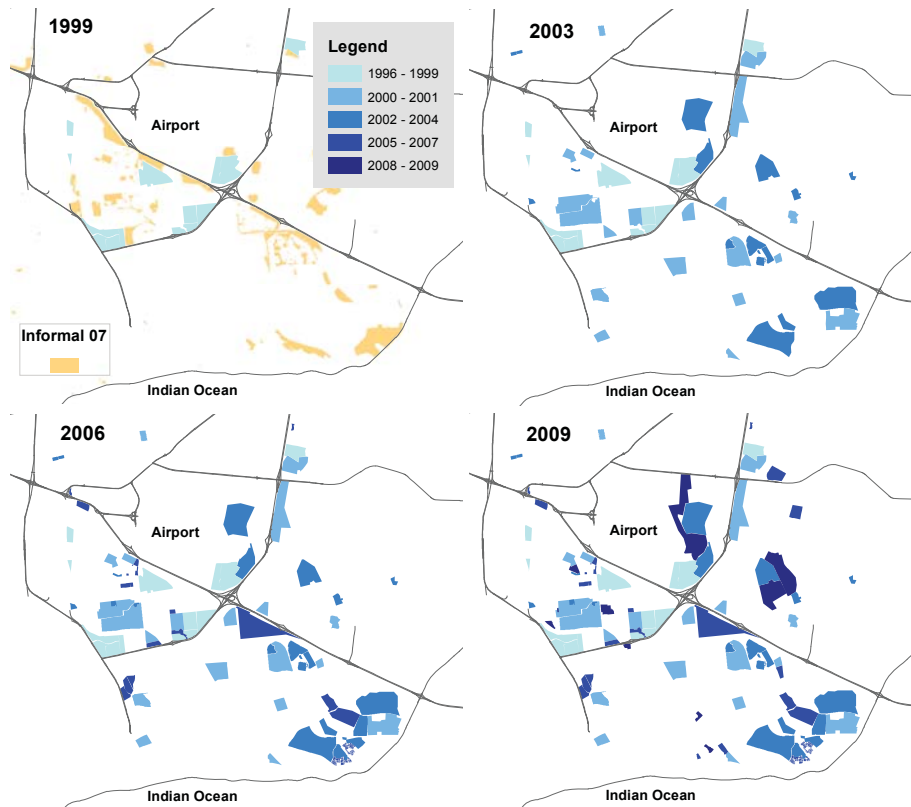 1999
Legend
1996 - 1999
2000 - 2001
2002 - 2004
2005 - 2007
2008 - 2009
Airport
Informal 07
Indian Ocean
2003
Airport
Indian Ocean
2006
Airport
Indian Ocean
2009
Airport
Indian Ocean